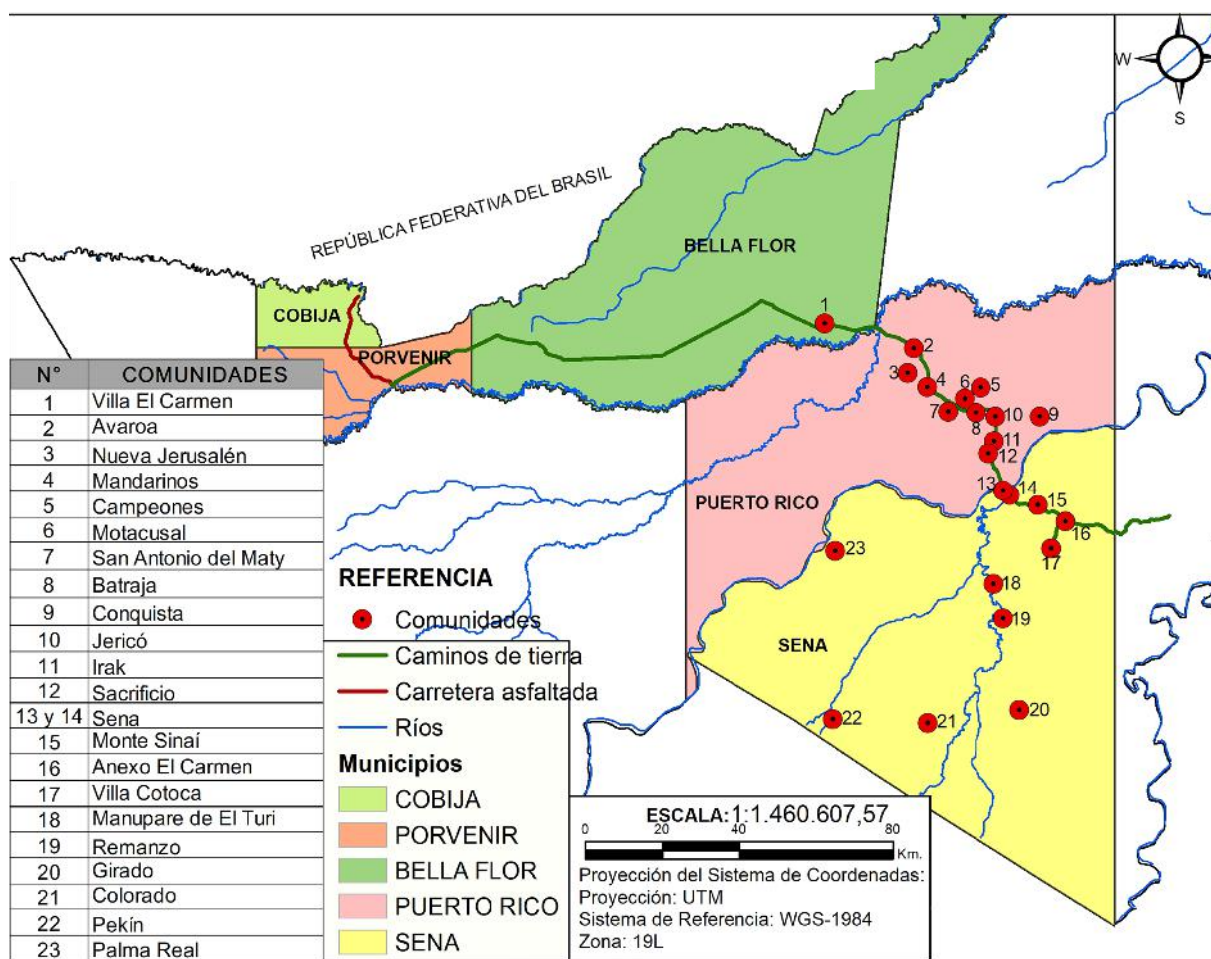 W
S
REPÚBLICA FEDERATIVA DEL BRASIL
BELLA FLOR
COBIJA
PORVENIR
PUERTO RICO
SENA
1
2
3
4
5
6
7
8
9
10
11
12
13
14
15
16
17
18
19
20
21
22
23
N° COMUNIDADES
1 Villa El Carmen
2 Avaroa
3 Nueva Jerusalén
4 Mandarinos
5 Campeones
6 Motacusal
7 San Antonio del Maty
8 Batraja
9 Conquista
10 Jericó
11 Irak
12 Sacrificio
13 y 14 Sena
15 Monte Sinaí
16 Anexo El Carmen
17 Villa Cotoca
18 Manupare de El Turi
19 Remanzo
20 Girado
21 Colorado
22 Pekín
23 Palma Real
REFERENCIA
Comunidades
Caminos de tierra
Carretera asfaltada
Ríos
Municipios
COBIJA
PORVENIR
BELLA FLOR
PUERTO RICO
SENA
ESCALA: 1:1.460.607,57
0 20 40 80
Km.
Proyección del Sistema de Coordenadas:
Proyección: UTM
Sistema de Referencia: WGS-1984
Zona: 19L